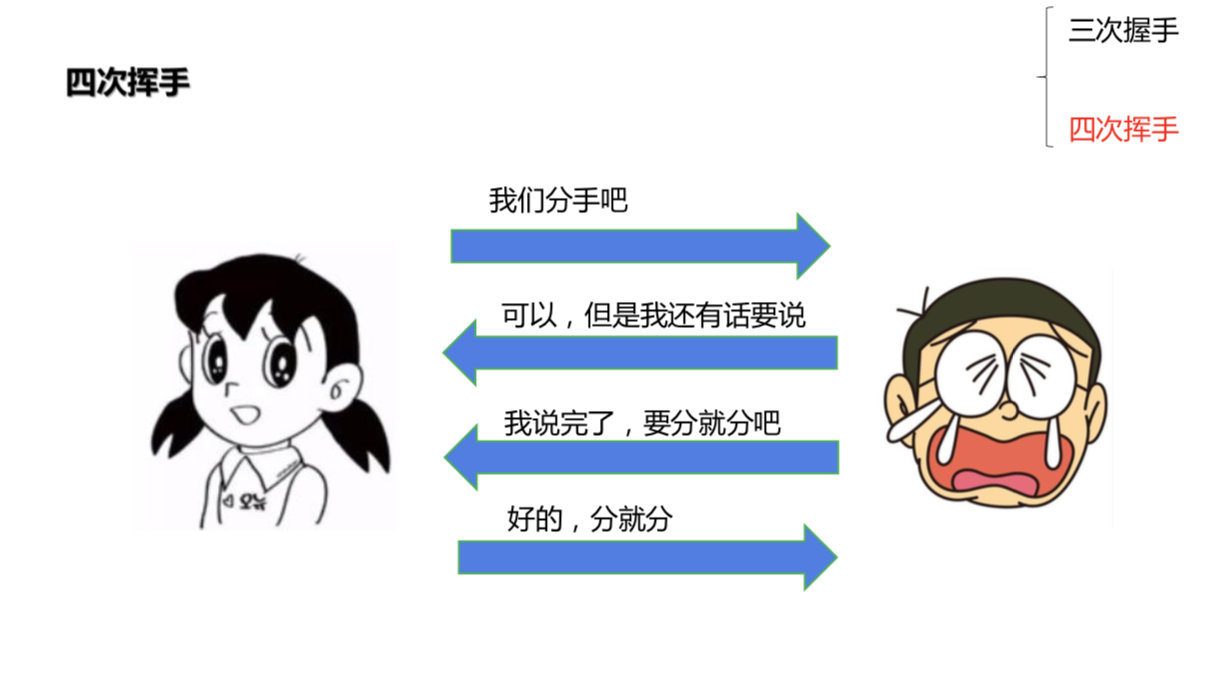 三次握手
四次挥手
四次挥手
我们分手吧
可以，但是我还有话要说
我说完了，要分就分吧
好的，分就分